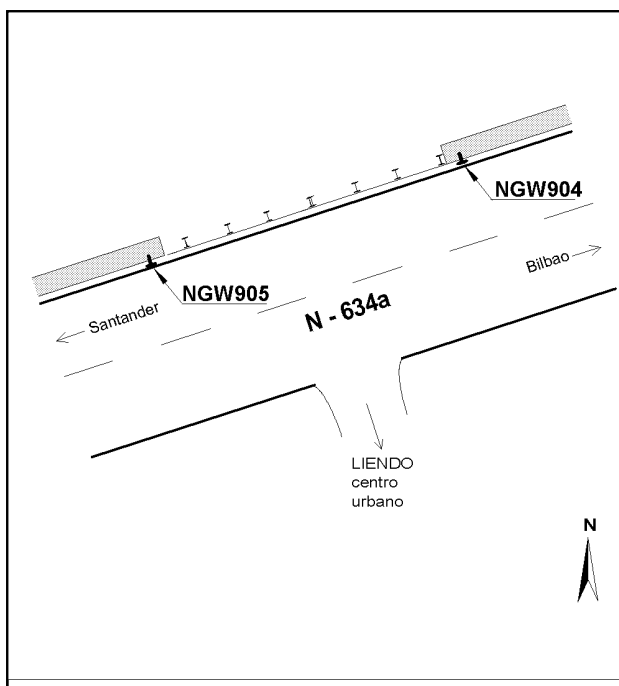 NGW904
Bilbao
NGW905
Santander
N - 634a
LIENDO
centro
urbano
N